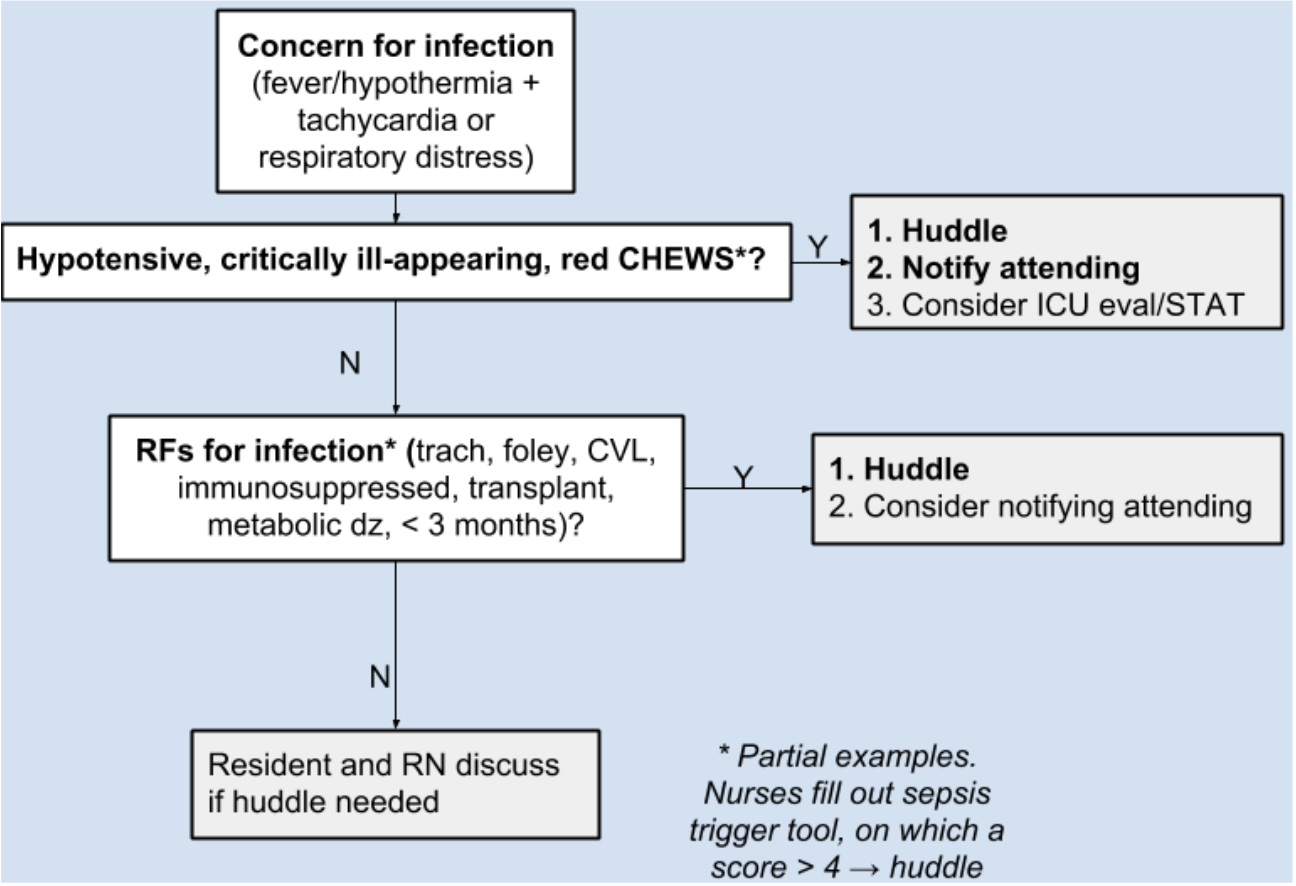 Concern for infection
(fever/hypothermia +
tachycardia or
respiratory distress)
Hypotensive, critically ill-appearing, red CHEWS*?
Y
1. Huddle
2. Notify attending
3. Consider ICU eval/STAT
N
RFs for infection* (trach, foley, CVL,
immunosuppressed, transplant,
metabolic dz, < 3 months)?
Y
1. Huddle
2. Consider notifying attending
N
Resident and RN discuss
if huddle needed
* Partial examples.
Nurses fill out sepsis
trigger tool, on which a
score > 4 → huddle